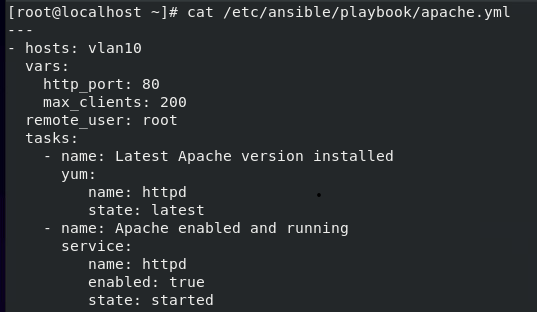 [root@localhost ~]# cat /etc/ansible/playbook/apache.yml
---
- hosts: vlan10
  vars:
    http_port: 80
    max_clients: 200
  remote_user: root
  tasks:
    - name: Latest Apache version installed
      yum:
         name: httpd
         state: latest
    - name: Apache enabled and running
      service:
         name: httpd
         enabled: true
         state: started